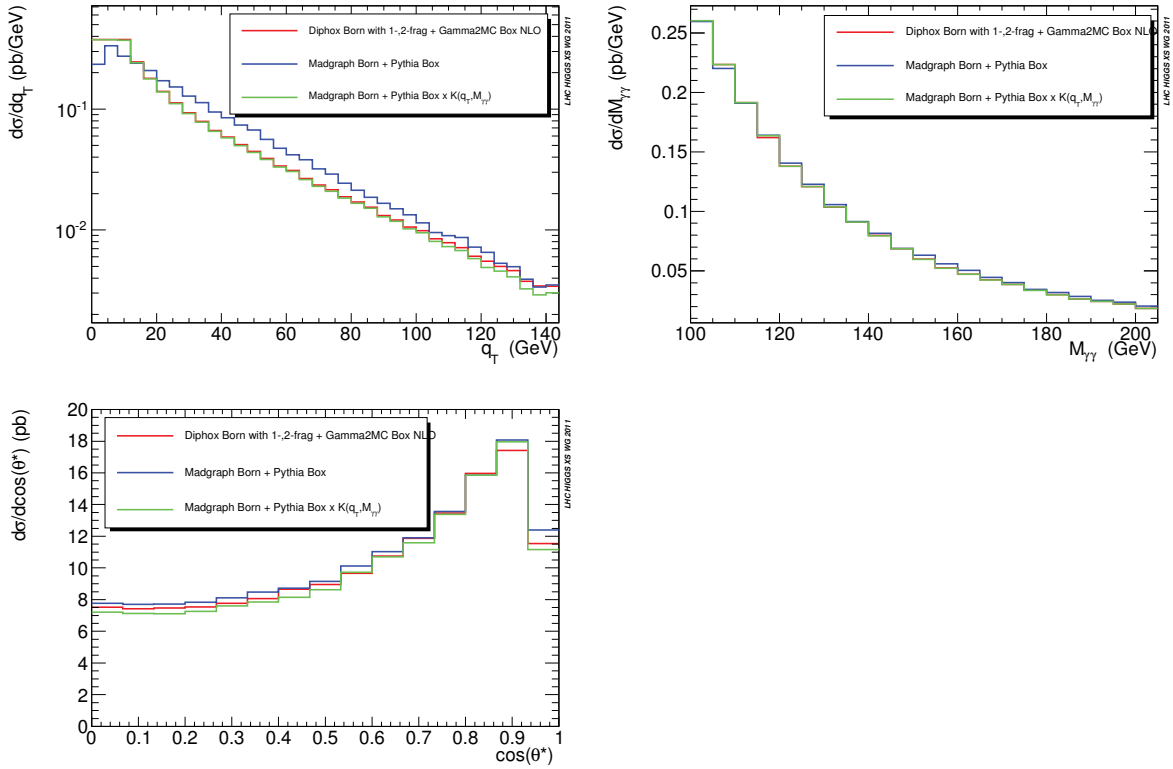 dσ/dq_T (pb/GeV)
10⁻¹
10⁻²
Diphox Born with 1-,2-frag + Gamma2MC Box NLO
Madgraph Born + Pythia Box
Madgraph Born + Pythia Box x K(q_T,M_γγ)
LHC HIGGS XS WG 2011
0 20 40 60 80 100 120 140
q_T (GeV)
dσ/dM_γγ (pb/GeV)
0.25
0.2
0.15
0.1
0.05
Diphox Born with 1-,2-frag + Gamma2MC Box NLO
Madgraph Born + Pythia Box
Madgraph Born + Pythia Box x K(q_T,M_γγ)
LHC HIGGS XS WG 2011
100 120 140 160 180 200
M_γγ (GeV)
dσ/dcos(θ*) (pb)
20
18
16
14
12
10
8
6
4
2
0
Diphox Born with 1-,2-frag + Gamma2MC Box NLO
Madgraph Born + Pythia Box
Madgraph Born + Pythia Box x K(q_T,M_γγ)
LHC HIGGS XS WG 2011
0 0.1 0.2 0.3 0.4 0.5 0.6 0.7 0.8 0.9 1
cos(θ*)